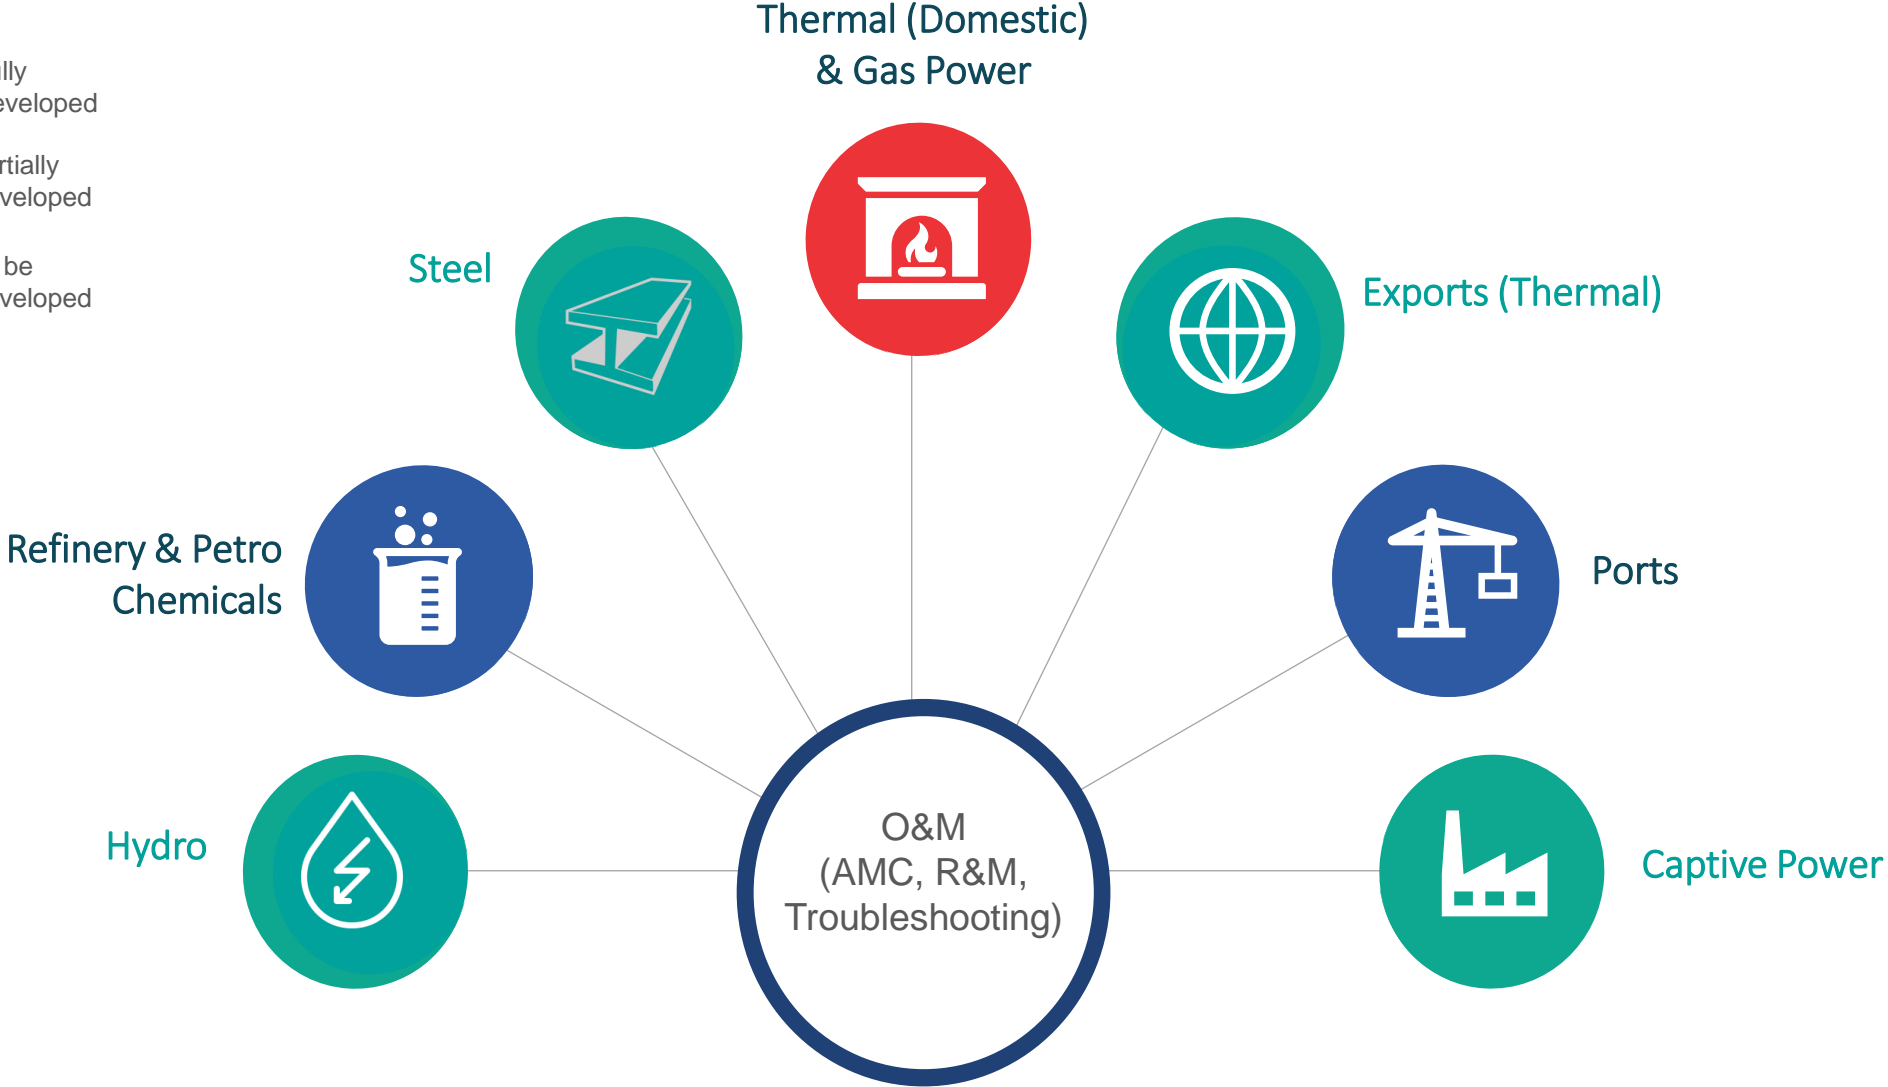 Thermal (Domestic)
& Gas Power
lly
eveloped
rtially
veloped
be
veloped
Steel
Exports (Thermal)
Refinery & Petro
Chemicals
Ports
Hydro
O&M
(AMC, R&M,
Troubleshooting)
Captive Power